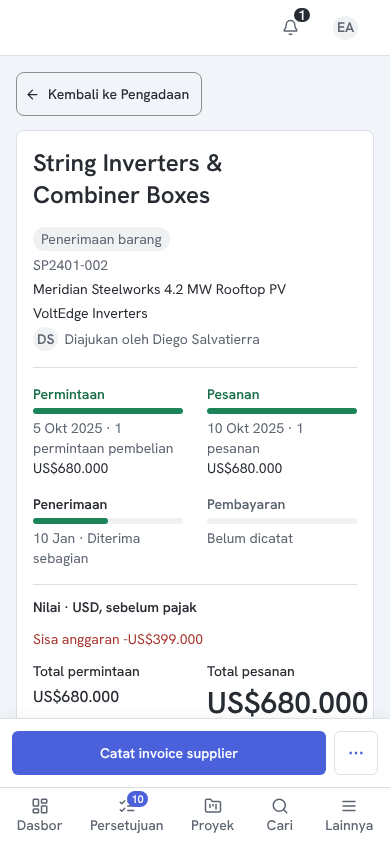 1
EA
Kembali ke Pengadaan
String Inverters &
Combiner Boxes
Penerimaan barang
SP2401-002
Meridian Steelworks 4.2 MW Rooftop PV
VoltEdge Inverters
DS Diajukan oleh Diego Salvatierra
Permintaan
5 Okt 2025 · 1
permintaan pembelian
US$680.000
Pesanan
10 Okt 2025 · 1
pesanan
US$680.000
Penerimaan
10 Jan · Diterima
sebagian
Pembayaran
Belum dicatat
Nilai · USD, sebelum pajak
Sisa anggaran -US$399.000
Total permintaan
US$680.000
Total pesanan
US$680.000
Catat invoice supplier
Dasbor
10
Persetujuan
Proyek
Cari
Lainnya